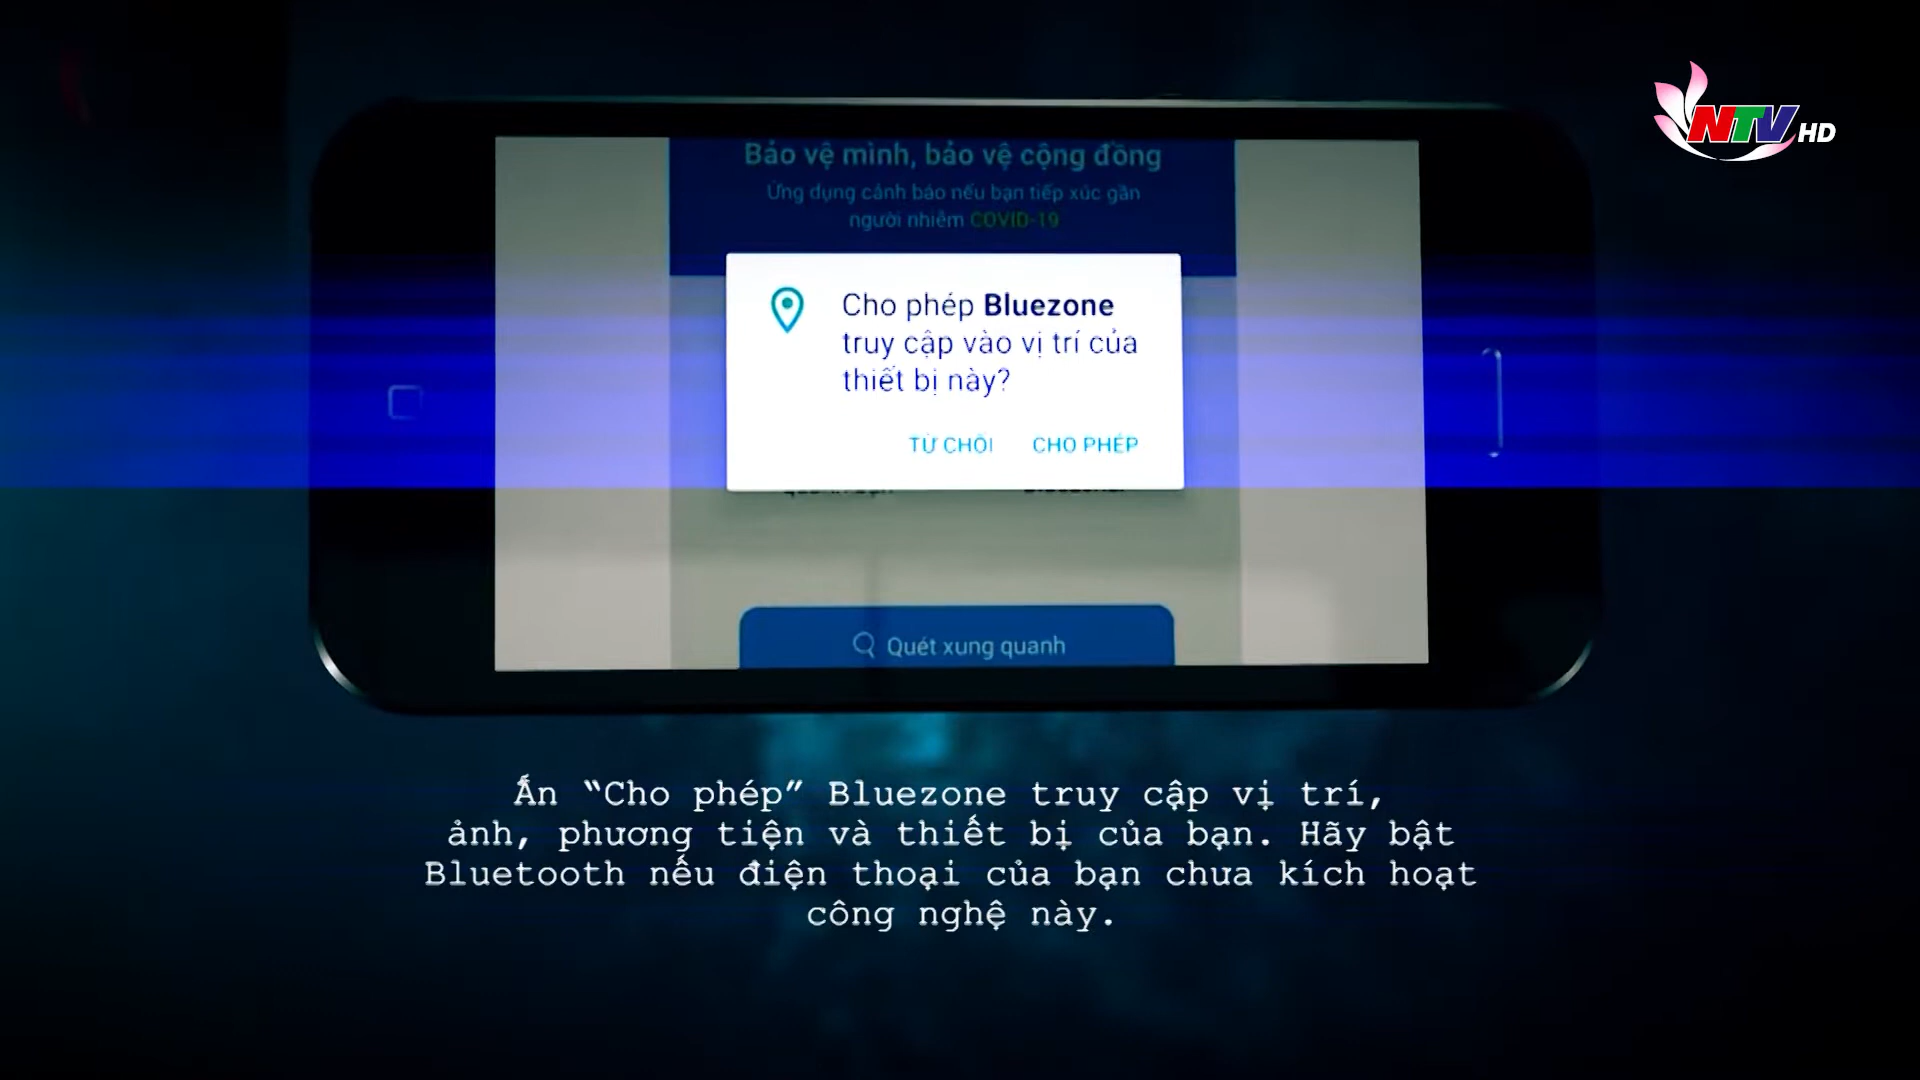 NTV HD
Bảo vệ mình, bảo vệ cộng đồng
Ứng dụng cảnh báo nếu bạn tiếp xúc gần
người nhiễm COVID-19
Cho phép Bluezone
truy cập vào vị trí của
thiết bị này?
TỪ CHỐI CHO PHÉP
Quét xung quanh
Ấn “Cho phép” Bluezone truy cập vị trí,
ảnh, phương tiện và thiết bị của bạn. Hãy bật
Bluetooth nếu điện thoại của bạn chưa kích hoạt
công nghệ này.